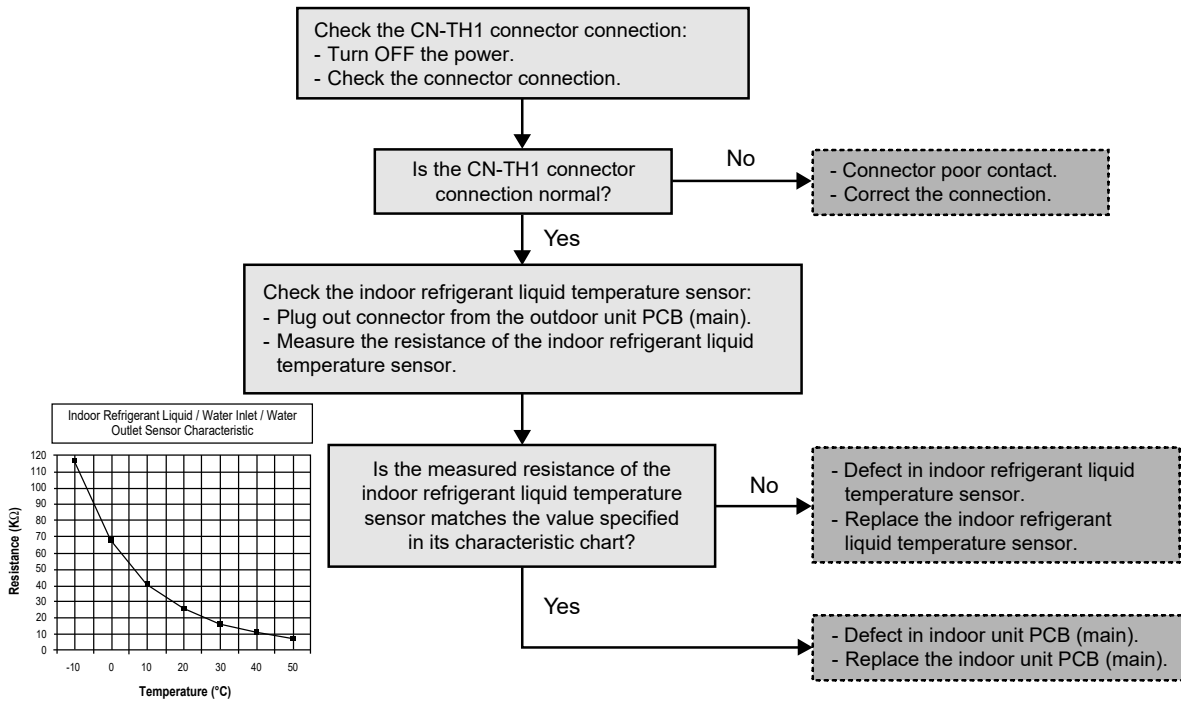 Check the CN-TH1 connector connection:
- Turn OFF the power.
- Check the connector connection.
Is the CN-TH1 connector
connection normal?
No
- Connector poor contact.
- Correct the connection.
Yes
Check the indoor refrigerant liquid temperature sensor:
- Plug out connector from the outdoor unit PCB (main).
- Measure the resistance of the indoor refrigerant liquid
temperature sensor.
Indoor Refrigerant Liquid / Water Inlet / Water
Outlet Sensor Characteristic
120
110
100
90
80
70
60
50
40
30
20
10
0
Resistance (KΩ)
-10 0 10 20 30 40 50
Temperature (°C)
Is the measured resistance of the
indoor refrigerant liquid temperature
sensor matches the value specified
in its characteristic chart?
No
- Defect in indoor refrigerant liquid
temperature sensor.
- Replace the indoor refrigerant
liquid temperature sensor.
Yes
- Defect in indoor unit PCB (main).
- Replace the indoor unit PCB (main).